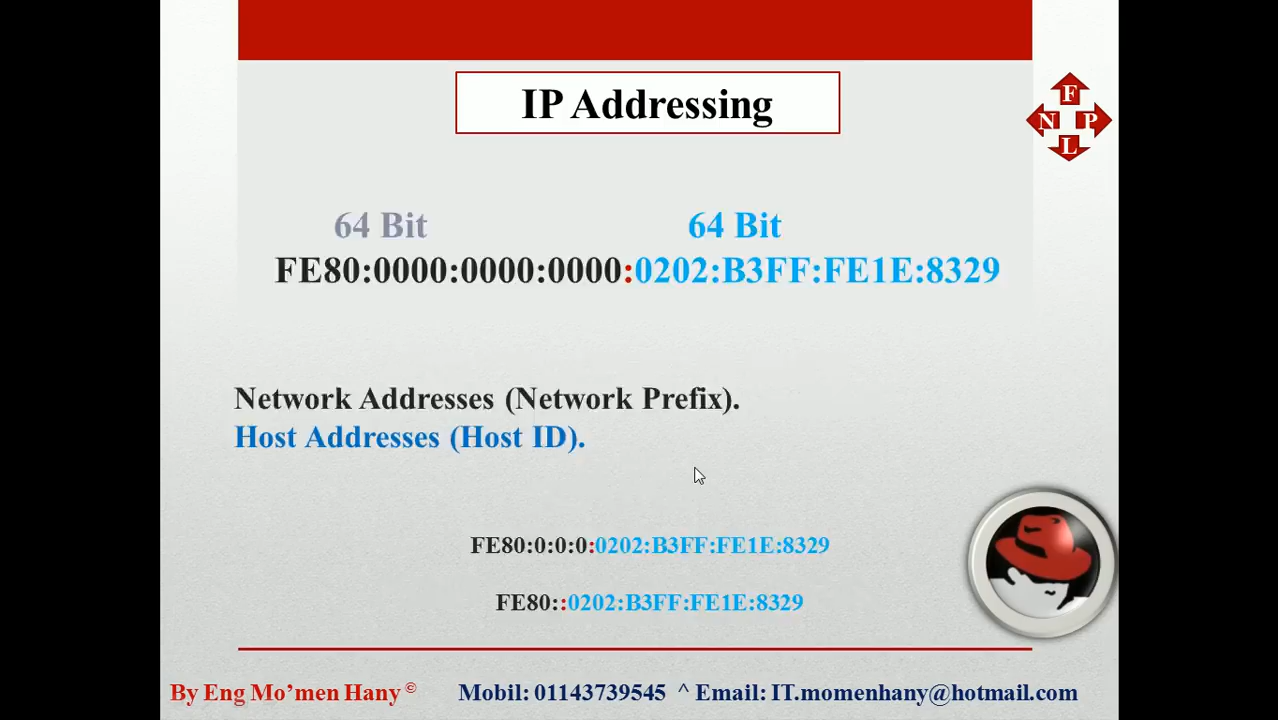 IP Addressing
F
N P
L
64 Bit 64 Bit
FE80:0000:0000:0000:0202:B3FF:FE1E:8329
Network Addresses (Network Prefix).
Host Addresses (Host ID).
FE80:0:0:0:0202:B3FF:FE1E:8329
FE80::0202:B3FF:FE1E:8329
By Eng Mo’men Hany © Mobil: 01143739545 ^ Email: IT.momenhany@hotmail.com